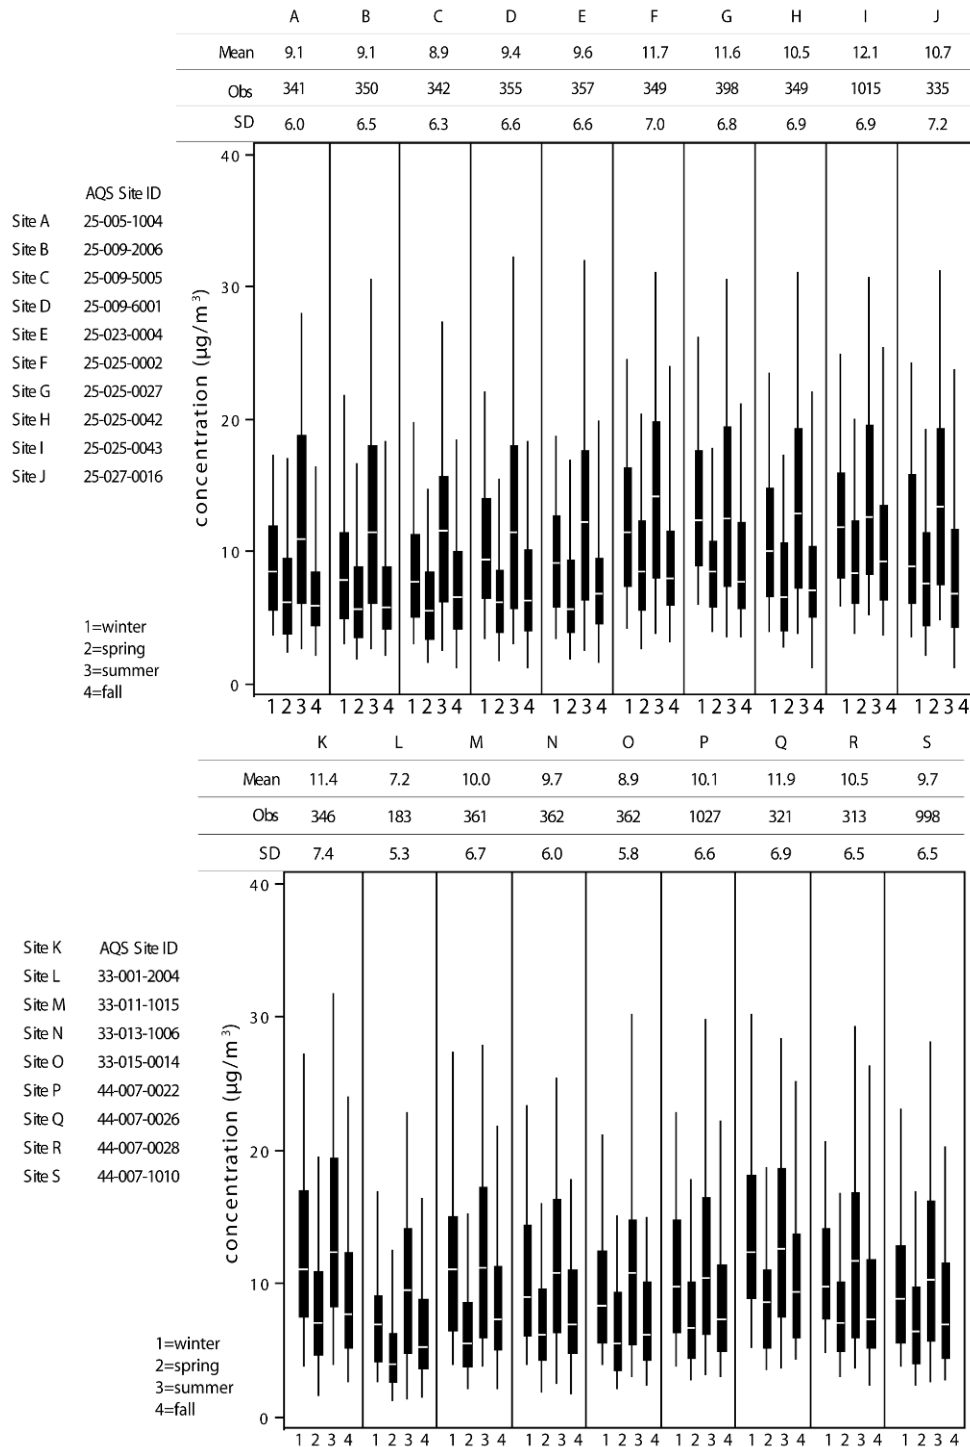 A B C D E F G H I J
Mean 9.1 9.1 8.9 9.4 9.6 11.7 11.6 10.5 12.1 10.7
Obs 341 350 342 355 357 349 398 349 1015 335
SD 6.0 6.5 6.3 6.6 6.6 7.0 6.8 6.9 6.9 7.2
AQS Site ID
Site A 25-005-1004
Site B 25-009-2006
Site C 25-009-5005
Site D 25-009-6001
Site E 25-023-0004
Site F 25-025-0002
Site G 25-025-0027
Site H 25-025-0042
Site I 25-025-0043
Site J 25-027-0016
1=winter
2=spring
3=summer
4=fall
concentration (µg/m³)
40
30
20
10
0
1 2 3 4 1 2 3 4 1 2 3 4 1 2 3 4 1 2 3 4 1 2 3 4 1 2 3 4 1 2 3 4 1 2 3 4 1 2 3 4
K L M N O P Q R S
Mean 11.4 7.2 10.0 9.7 8.9 10.1 11.9 10.5 9.7
Obs 346 183 361 362 362 1027 321 313 998
SD 7.4 5.3 6.7 6.0 5.8 6.6 6.9 6.5 6.5
Site K AQS Site ID
Site L 33-001-2004
Site M 33-011-1015
Site N 33-013-1006
Site O 33-015-0014
Site P 44-007-0022
Site Q 44-007-0026
Site R 44-007-0028
Site S 44-007-1010
1=winter
2=spring
3=summer
4=fall
concentration (µg/m³)
40
30
20
10
0
1 2 3 4 1 2 3 4 1 2 3 4 1 2 3 4 1 2 3 4 1 2 3 4 1 2 3 4 1 2 3 4 1 2 3 4